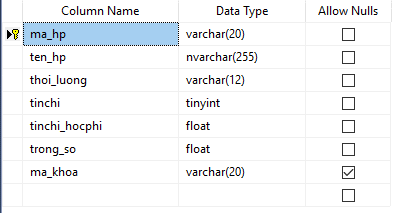 Column Name Data Type Allow Nulls
ma_hp varchar(20)
ten_hp nvarchar(255)
thoi_luong varchar(12)
tinchi tinyint
tinchi_hocphi float
trong_so float
ma_khoa varchar(20)